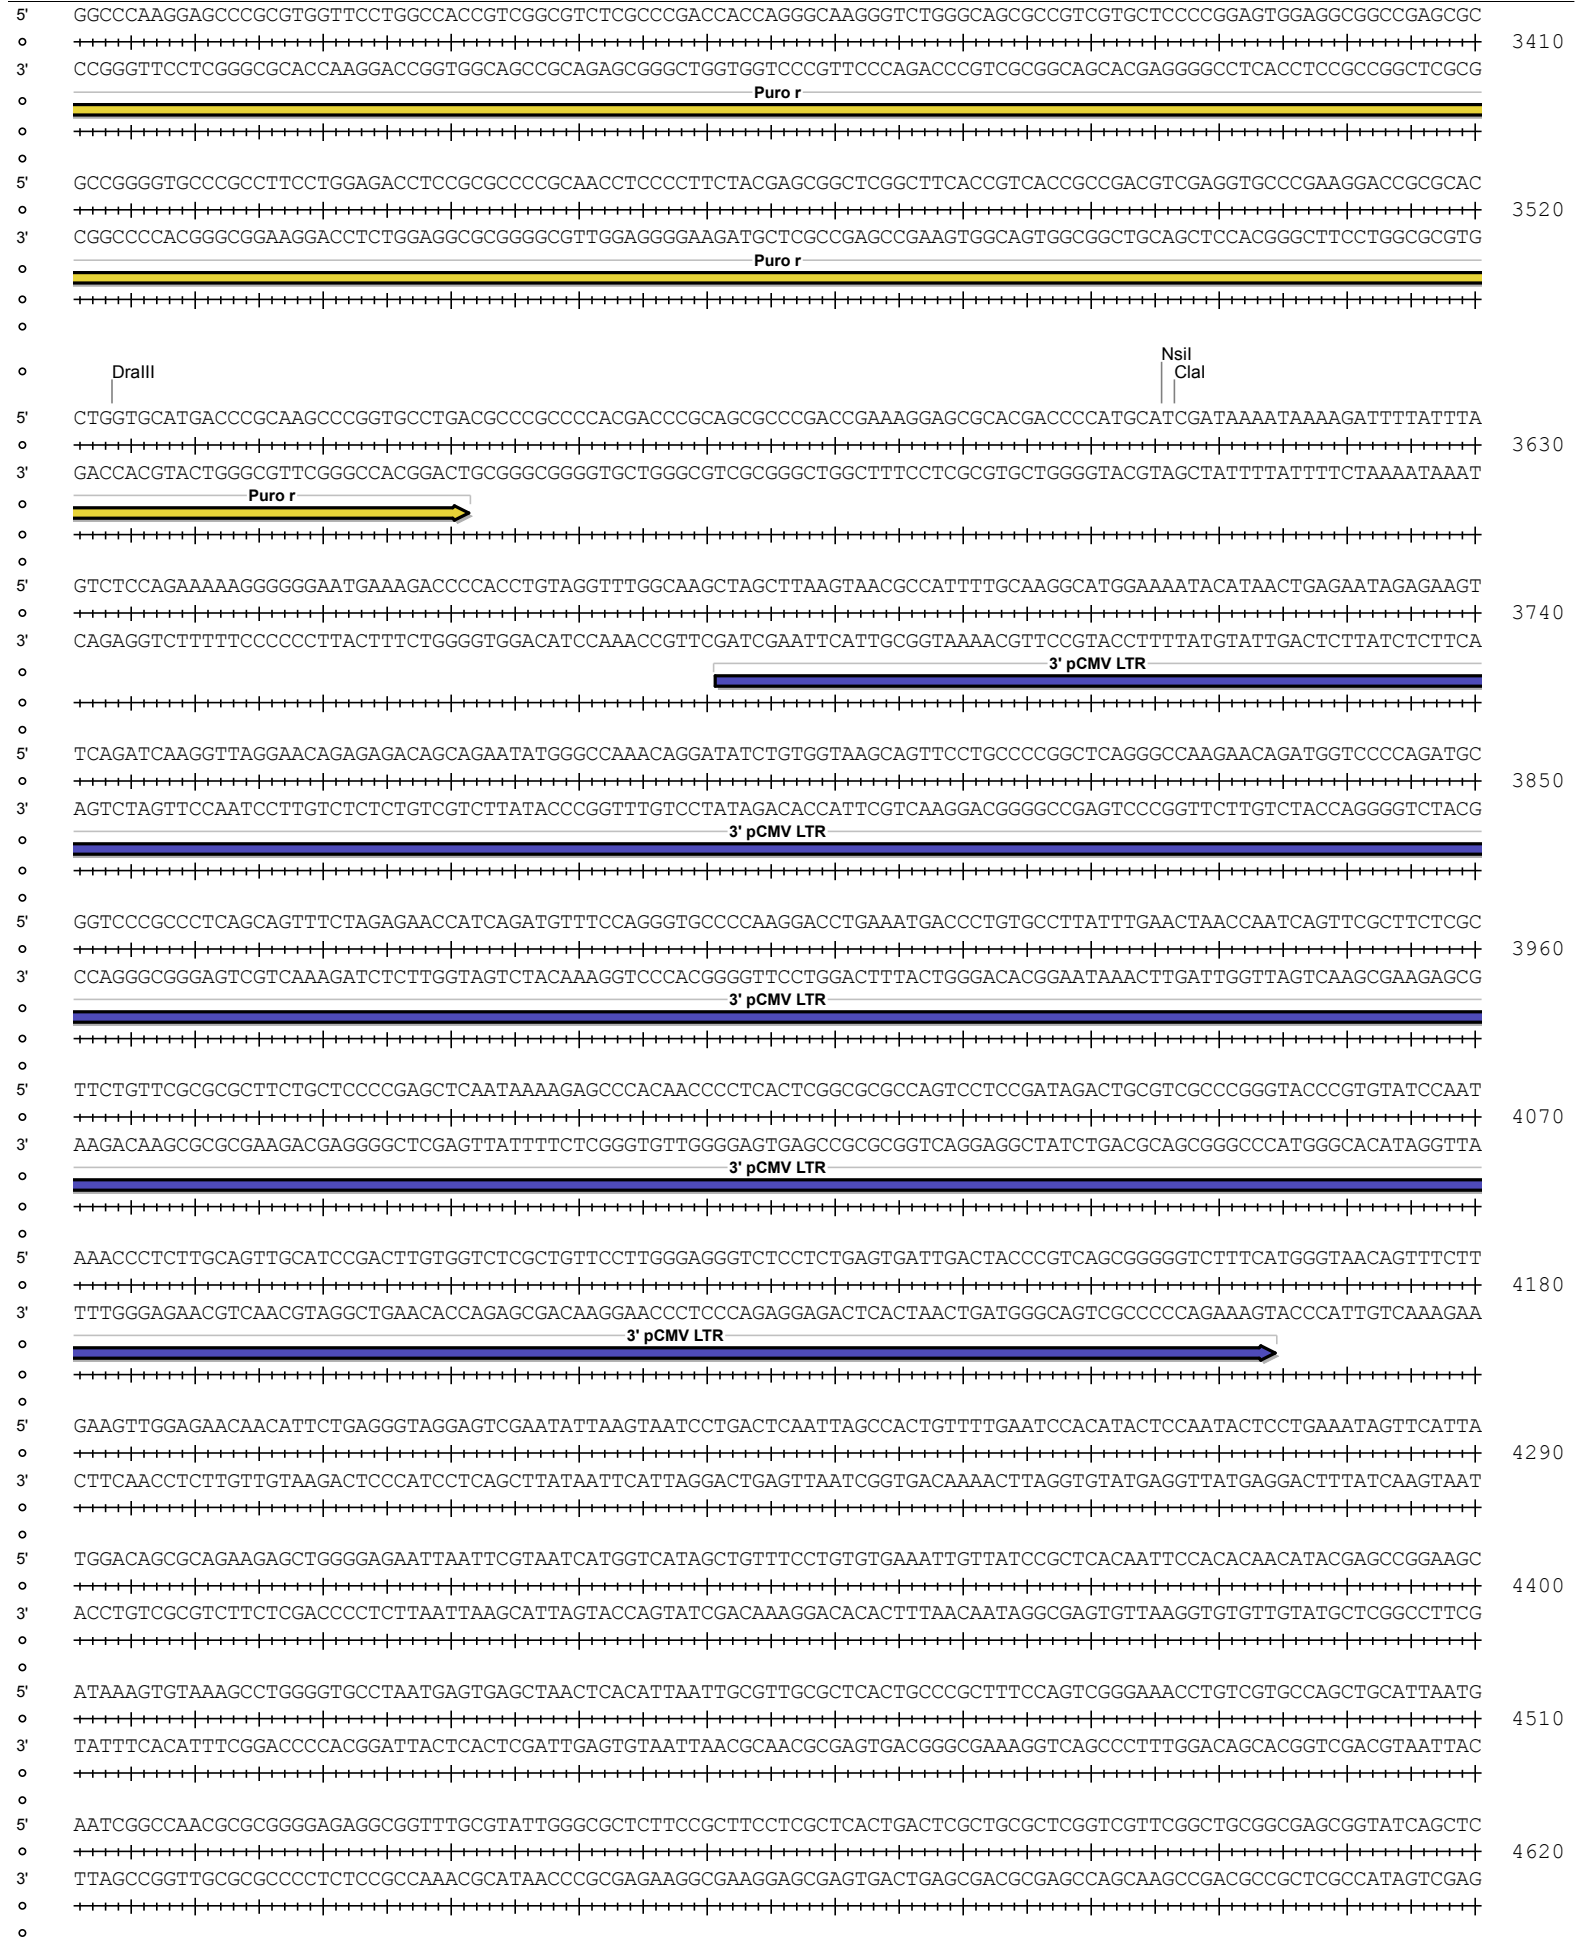 5' GGCCCAAGGAGCCCGCGTGGTTCCTGGCCACCGTCGGCGTCTCGCCCGACCACCAGGGCAAGGGTCTGGGCAGCGCCGTCGTGCTCCCCGGAGTGGAGGCGGCCGAGCGC
3410
3' CCGGGTTCCTCGGGCGCACCAAGGACCGGTGGCAGCCGCAGAGCGGGCTGGTGGTCCCGTTCCCAGACCCGTCGCGGCAGCACGAGGGGCCTCACCTCCGCCGGCTCGCG
Puro r
5' GCCGGGGTGCCCGCCTTCCTGGAGACCTCCGCGCCCCGCAACCTCCCCTTCTACGAGCGGCTCGGCTTCACCGTCACCGCCGACGTCGAGGTGCCCGAAGGACCGCGCAC
3520
3' CGGCCCCACGGGCGGAAGGACCTCTGGAGGCGCGGGGCGTTGGAGGGGAAGATGCTCGCCGAGCCGAAGTGGCAGTGGCGGCTGCAGCTCCACGGGCTTCCTGGCGCGTG
Puro r
NsiI
DraIII ClaI
5' CTGGTGCATGACCCGCAAGCCCGGTGCCTGACGCCCGCCCCACGACCCGCAGCGCCCGACCGAAAGGAGCGCACGACCCCATGCATCGATAAAATAAAAGATTTTATTTA
3630
3' GACCACGTACTGGGCGTTCGGGCCACGGACTGCGGGCGGGGTGCTGGGCGTCGCGGGCTGGCTTTCCTCGCGTGCTGGGGTACGTAGCTATTTTATTTTCTAAAATAAAT
Puro r
5' GTCTCCAGAAAAAGGGGGGAATGAAAGACCCCACCTGTAGGTTTGGCAAGCTAGCTTAAGTAACGCCATTTTGCAAGGCATGGAAAATACATAACTGAGAATAGAGAAGT
3740
3' CAGAGGTCTTTTTCCCCCCTTACTTTCTGGGGTGGACATCCAAACCGTTCGATCGAATTCATTGCGGTAAAACGTTCCGTACCTTTTATGTATTGACTCTTATCTCTTCA
3' pCMV LTR
5' TCAGATCAAGGTTAGGAACAGAGAGACAGCAGAATATGGGCCAAACAGGATATCTGTGGTAAGCAGTTCCTGCCCCGGCTCAGGGCCAAGAACAGATGGTCCCCAGATGC
3850
3' AGTCTAGTTCCAATCCTTGTCTCTCTGTCGTCTTATACCCGGTTTGTCCTATAGACACCATTCGTCAAGGACGGGGCCGAGTCCCGGTTCTTGTCTACCAGGGGTCTACG
3' pCMV LTR
5' GGTCCCGCCCTCAGCAGTTTCTAGAGAACCATCAGATGTTTCCAGGGTGCCCCAAGGACCTGAAATGACCCTGTGCCTTATTTGAACTAACCAATCAGTTCGCTTCTCGC
3960
3' CCAGGGCGGGAGTCGTCAAAGATCTCTTGGTAGTCTACAAAGGTCCCACGGGGTTCCTGGACTTTACTGGGACACGGAATAAACTTGATTGGTTAGTCAAGCGAAGAGCG
3' pCMV LTR
5' TTCTGTTCGCGCGCTTCTGCTCCCCGAGCTCAATAAAAGAGCCCACAACCCCTCACTCGGCGCGCCAGTCCTCCGATAGACTGCGTCGCCCGGGTACCCGTGTATCCAAT
4070
3' AAGACAAGCGCGCGAAGACGAGGGGCTCGAGTTATTTTCTCGGGTGTTGGGGAGTGAGCCGCGCGGTCAGGAGGCTATCTGACGCAGCGGGCCCATGGGCACATAGGTTA
3' pCMV LTR
5' AAACCCTCTTGCAGTTGCATCCGACTTGTGGTCTCGCTGTTCCTTGGGAGGGTCTCCTCTGAGTGATTGACTACCCGTCAGCGGGGGTCTTTCATGGGTAACAGTTTCTT
4180
3' TTTGGGAGAACGTCAACGTAGGCTGAACACCAGAGCGACAAGGAACCCTCCCAGAGGAGACTCACTAACTGATGGGCAGTCGCCCCCAGAAAGTACCCATTGTCAAAGAA
3' pCMV LTR
5' GAAGTTGGAGAACAACATTCTGAGGGTAGGAGTCGAATATTAAGTAATCCTGACTCAATTAGCCACTGTTTTGAATCCACATACTCCAATACTCCTGAAATAGTTCATTA
4290
3' CTTCAACCTCTTGTTGTAAGACTCCCATCCTCAGCTTATAATTCATTAGGACTGAGTTAATCGGTGACAAAACTTAGGTGTATGAGGTTATGAGGACTTTATCAAGTAAT
5' TGGACAGCGCAGAAGAGCTGGGGAGAATTAATTCGTAATCATGGTCATAGCTGTTTCCTGTGTGAAATTGTTATCCGCTCACAATTCCACACAACATACGAGCCGGAAGC
4400
3' ACCTGTCGCGTCTTCTCGACCCCTCTTAATTAAGCATTAGTACCAGTATCGACAAAGGACACACTTTAACAATAGGCGAGTGTTAAGGTGTGTTGTATGCTCGGCCTTCG
5' ATAAAGTGTAAAGCCTGGGGTGCCTAATGAGTGAGCTAACTCACATTAATTGCGTTGCGCTCACTGCCCGCTTTCCAGTCGGGAAACCTGTCGTGCCAGCTGCATTAATG
4510
3' TATTTCACATTTCGGACCCCACGGATTACTCACTCGATTGAGTGTAATTAACGCAACGCGAGTGACGGGCGAAAGGTCAGCCCTTTGGACAGCACGGTCGACGTAATTAC
5' AATCGGCCAACGCGCGGGGAGAGGCGGTTTGCGTATTGGGCGCTCTTCCGCTTCCTCGCTCACTGACTCGCTGCGCTCGGTCGTTCGGCTGCGGCGAGCGGTATCAGCTC
4620
3' TTAGCCGGTTGCGCGCCCCTCTCCGCCAAACGCATAACCCGCGAGAAGGCGAAGGAGCGAGTGACTGAGCGACGCGAGCCAGCAAGCCGACGCCGCTCGCCATAGTCGAG